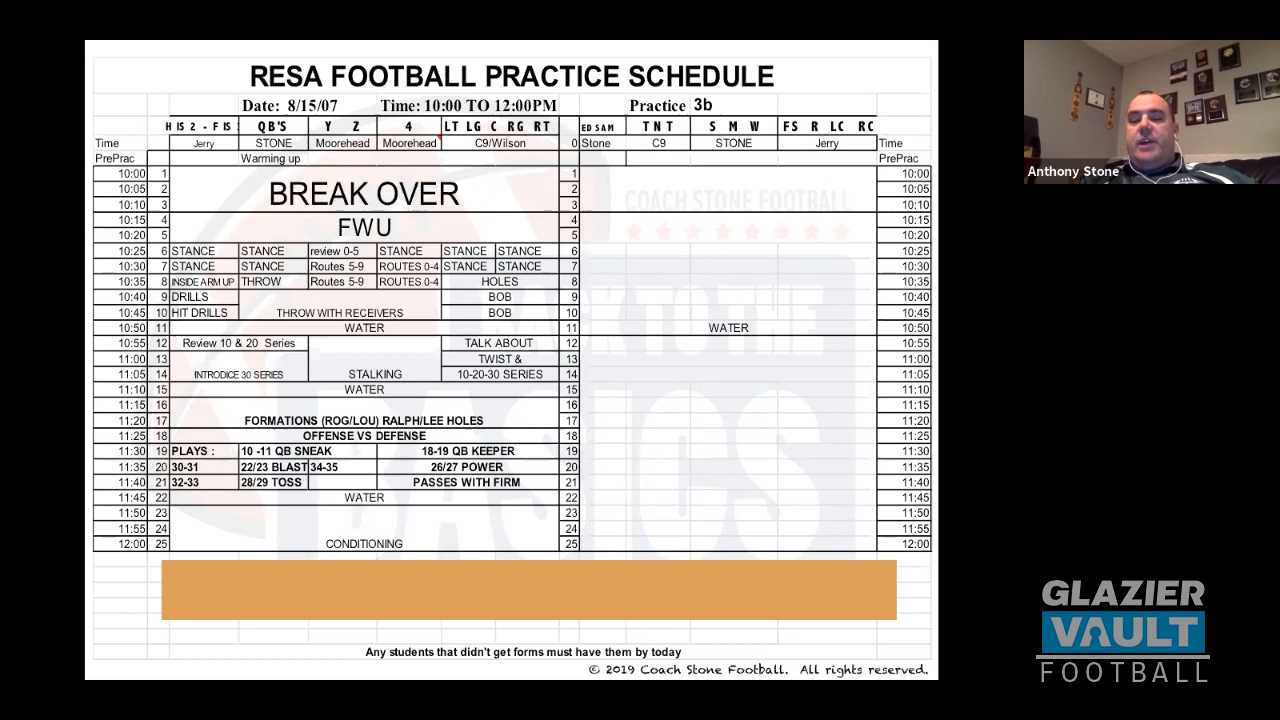 RESA FOOTBALL PRACTICE SCHEDULE
Date: 8/15/07 Time: 10:00 TO 12:00PM Practice 3b
H IS 2 - F IS QB'S Y Z 4 LT LG C RG RT ED SAM T N T S M W FS R LC RC
Time Jerry STONE Moorehead Moorehead C9/Wilson 0 Stone C9 STONE Jerry Time
PrePrac Warming up PrePrac
10:00 1 1 10:00
10:05 2 BREAK OVER 2 10:05
10:10 3 3 COACH STONE FOOTBALL 10:10
10:15 4 FWU 4 10:15
10:20 5 5 10:20
10:25 6 STANCE STANCE review 0-5 STANCE STANCE STANCE 6 10:25
10:30 7 STANCE STANCE Routes 5-9 ROUTES 0-4 STANCE STANCE 7 10:30
10:35 8 INSIDE ARM UP THROW Routes 5-9 ROUTES 0-4 HOLES 8 10:35
10:40 9 DRILLS BOB 9 10:40
10:45 10 HIT DRILLS THROW WITH RECEIVERS BOB 10 10:45
10:50 11 WATER 11 WATER 10:50
10:55 12 Review 10 & 20 Series TALK ABOUT 12 10:55
11:00 13 TWIST & 13 11:00
11:05 14 INTRODICE 30 SERIES STALKING 10-20-30 SERIES 14 11:05
11:10 15 WATER 15 11:10
11:15 16 16 11:15
11:20 17 FORMATIONS (ROG/LOU) RALPH/LEE HOLES 17 11:20
11:25 18 OFFENSE VS DEFENSE 18 11:25
11:30 19 PLAYS : 10 -11 QB SNEAK 18-19 QB KEEPER 19 11:30
11:35 20 30-31 22/23 BLAST 34-35 26/27 POWER 20 11:35
11:40 21 32-33 28/29 TOSS PASSES WITH FIRM 21 11:40
11:45 22 WATER 22 11:45
11:50 23 23 11:50
11:55 24 24 11:55
12:00 25 CONDITIONING 25 12:00
BACK TO THE
BASICS
Any students that didn't get forms must have them by today
© 2019 Coach Stone Football. All rights reserved.
Anthony Stone
GLAZIER
VAULT
FOOTBALL